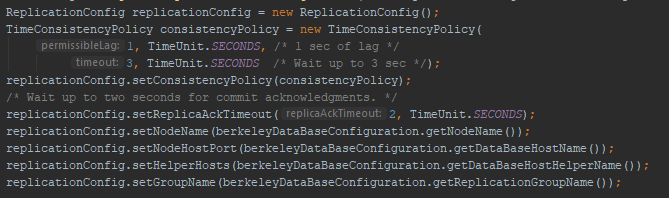 ReplicationConfig replicationConfig = new ReplicationConfig();
TimeConsistencyPolicy consistencyPolicy = new TimeConsistencyPolicy(
permissibleLag: 1, TimeUnit.SECONDS, /* 1 sec of lag */
timeout: 3, TimeUnit.SECONDS /* Wait up to 3 sec */);
replicationConfig.setConsistencyPolicy(consistencyPolicy);
/* Wait up to two seconds for commit acknowledgments. */
replicationConfig.setReplicaAckTimeout( replicaAckTimeout: 2, TimeUnit.SECONDS);
replicationConfig.setNodeName(berkeleyDataBaseConfiguration.getNodeName());
replicationConfig.setNodeHostPort(berkeleyDataBaseConfiguration.getDataBaseHostName());
replicationConfig.setHelperHosts(berkeleyDataBaseConfiguration.getDataBaseHostHelperName());
replicationConfig.setGroupName(berkeleyDataBaseConfiguration.getReplicationGroupName());